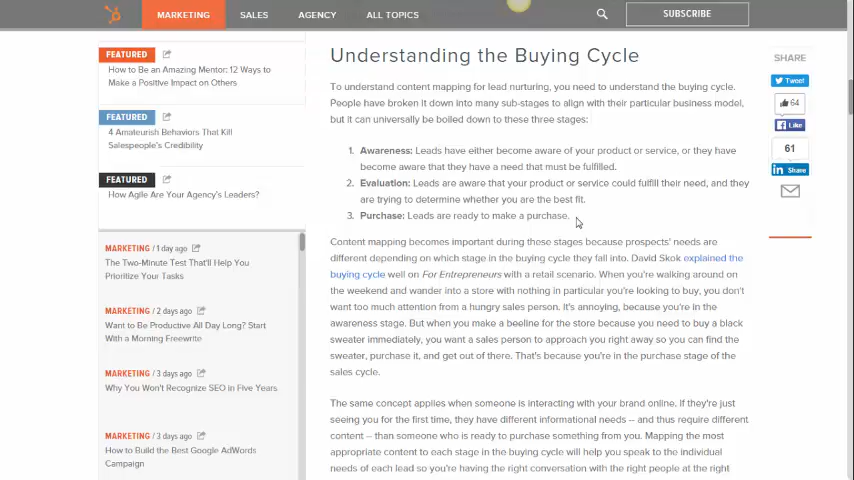 MARKETING SALES AGENCY ALL TOPICS SUBSCRIBE
FEATURED
How to Be an Amazing Mentor: 12 Ways to
Make a Positive Impact on Others
FEATURED
4 Amateurish Behaviors That Kill
Salespeople's Credibility
FEATURED
How Agile Are Your Agency's Leaders?
MARKETING / 1 day ago
The Two-Minute Test That'll Help You
Prioritize Your Tasks
MARKETING / 2 days ago
Want to Be Productive All Day Long? Start
With a Morning Freewrite
MARKETING / 3 days ago
Why You Won't Recognize SEO in Five Years
MARKETING / 3 days ago
How to Build the Best Google AdWords
Campaign
Understanding the Buying Cycle
To understand content mapping for lead nurturing, you need to understand the buying cycle.
People have broken it down into many sub-stages to align with their particular business model,
but it can universally be boiled down to these three stages:
1. Awareness: Leads have either become aware of your product or service, or they have
become aware that they have a need that must be fulfilled.
2. Evaluation: Leads are aware that your product or service could fulfill their need, and they
are trying to determine whether you are the best fit.
3. Purchase: Leads are ready to make a purchase.
Content mapping becomes important during these stages because prospects' needs are
different depending on which stage in the buying cycle they fall into. David Skok explained the
buying cycle well on For Entrepreneurs with a retail scenario. When you're walking around on
the weekend and wander into a store with nothing in particular you're looking to buy, you don't
want too much attention from a hungry sales person. It's annoying, because you're in the
awareness stage. But when you make a beeline for the store because you need to buy a black
sweater immediately, you want a sales person to approach you right away so you can find the
sweater, purchase it, and get out of there. That's because you're in the purchase stage of the
sales cycle.
The same concept applies when someone is interacting with your brand online. If they're just
seeing you for the first time, they have different informational needs -- and thus require different
content -- than someone who is ready to purchase something from you. Mapping the most
appropriate content to each stage in the buying cycle will help you speak to the individual
needs of each lead so you're having the right conversation with the right people at the right
SHARE
Tweet
64
Like
61
Share